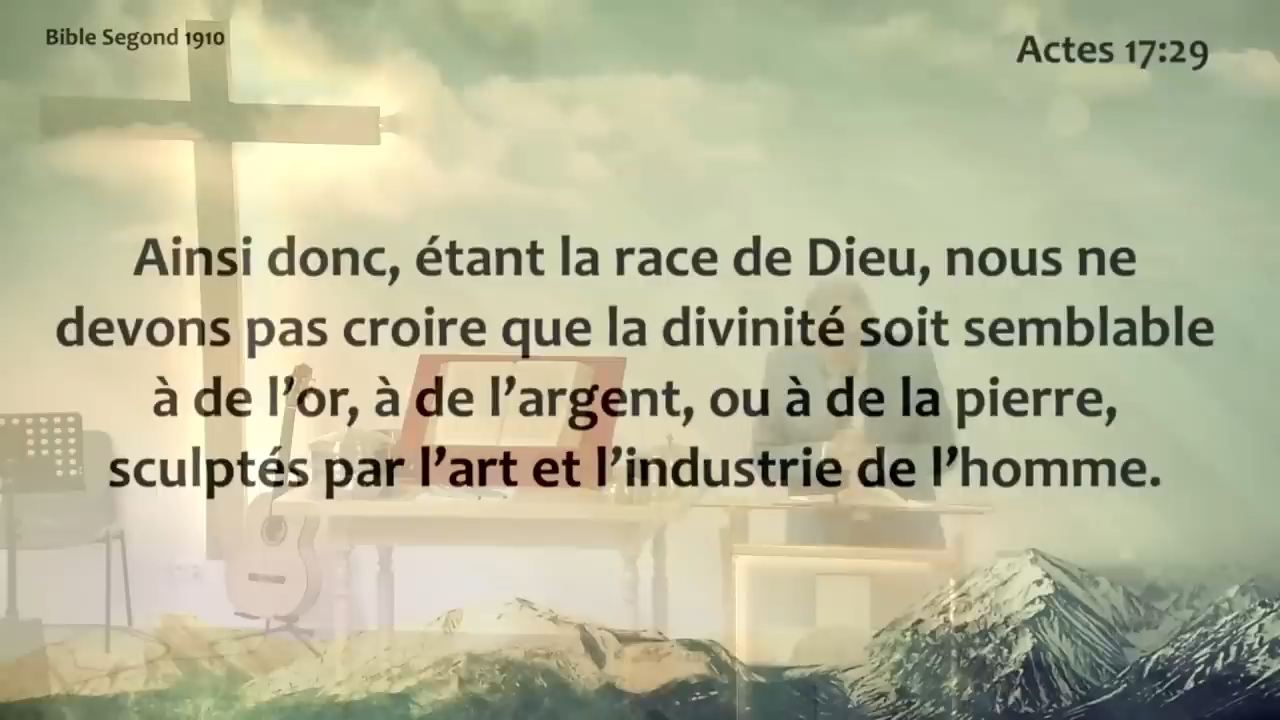 Bible Segond 1910
Actes 17:29
Ainsi donc, étant la race de Dieu, nous ne
devons pas croire que la divinité soit semblable
à de l’or, à de l’argent, ou à de la pierre,
sculptés par l’art et l’industrie de l’homme.